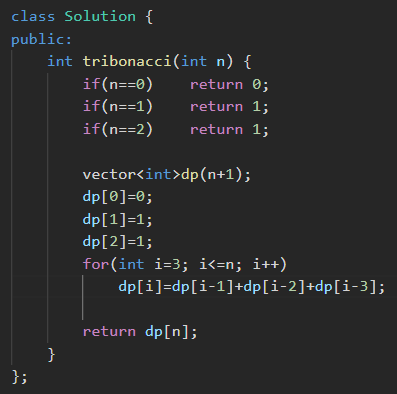 class Solution {
public:
    int tribonacci(int n) {
        if(n==0)    return 0;
        if(n==1)    return 1;
        if(n==2)    return 1;

        vector<int>dp(n+1);
        dp[0]=0;
        dp[1]=1;
        dp[2]=1;
        for(int i=3; i<=n; i++)
            dp[i]=dp[i-1]+dp[i-2]+dp[i-3];

        return dp[n];
    }
};